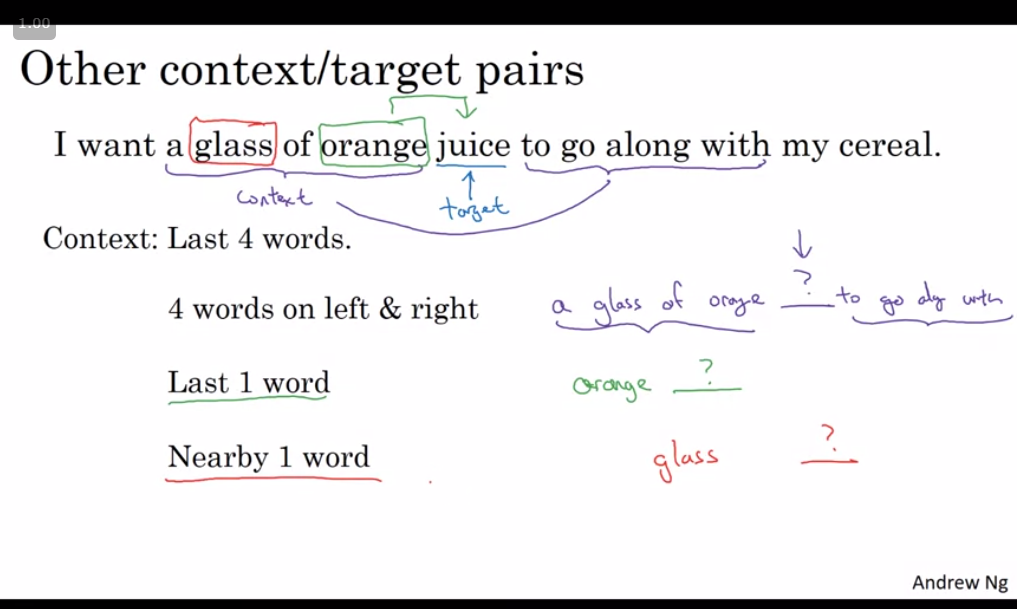 1.00
Other context/target pairs
I want a glass of orange juice to go along with my cereal.
context
target
Context: Last 4 words.
4 words on left & right
a glass of orange ? to go alg with
Last 1 word
orange ?
Nearby 1 word
glass ?
Andrew Ng